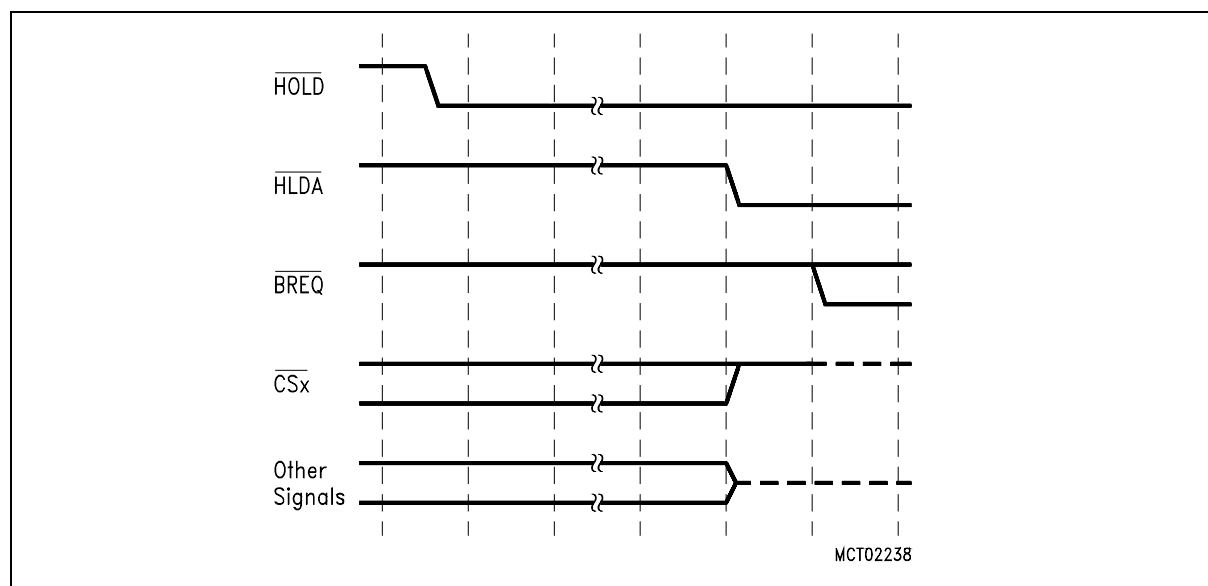 HOLD
HLDA
BREQ
CSx
Other
Signals
MCT02238